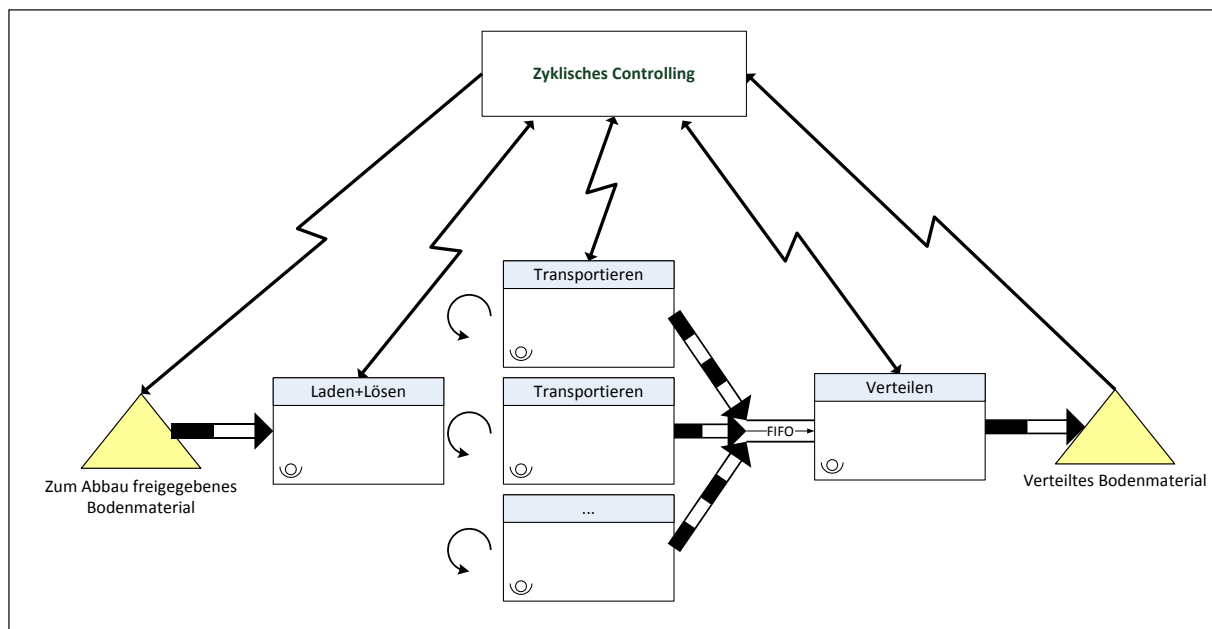 Zyklisches Controlling
Transportieren
Laden+Lösen
Transportieren
Verteilen
FIFO
Zum Abbau freigegebenes
Bodenmaterial
Verteiltes Bodenmaterial
...